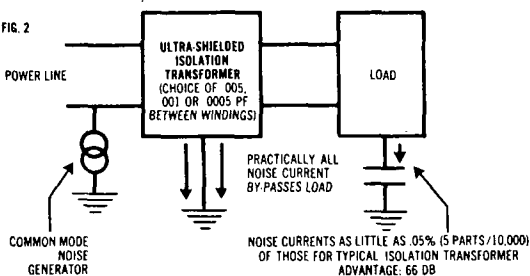 FIG. 2
POWER LINE
ULTRA-SHIELDED
ISOLATION
TRANSFORMER
(CHOICE OF 005,
001 OR 0005 PF
BETWEEN WINDINGS)
LOAD
PRACTICALLY ALL
NOISE CURRENT
BY-PASSES LOAD
COMMON MODE
NOISE
GENERATOR
NOISE CURRENTS AS LITTLE AS .05% (5 PARTS/10,000)
OF THOSE FOR TYPICAL ISOLATION TRANSFORMER
ADVANTAGE: 66 DB